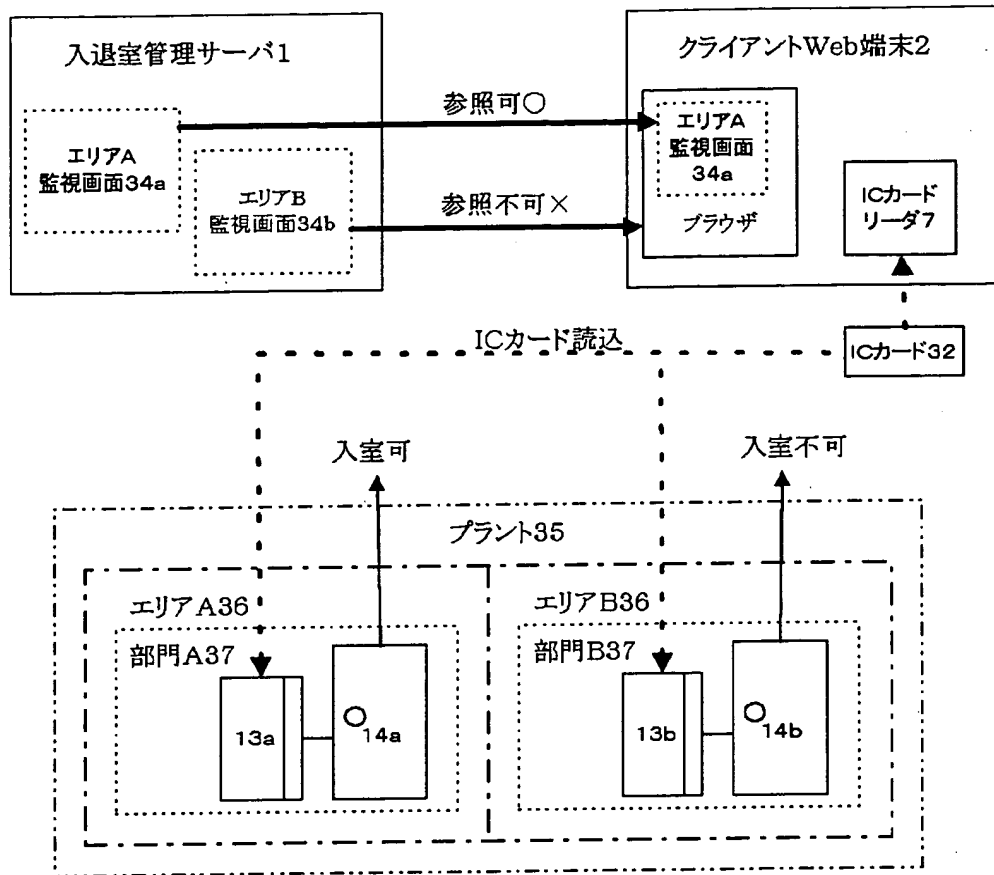 入退室管理サーバ1
クライアントWeb端末2
参照可○
エリアA
監視画面34a
エリアB
監視画面34b
参照不可×
エリアA
監視画面
34a
ブラウザ
ICカード
リーダ7
ICカード読込
ICカード32
入室可
入室不可
プラント35
エリアA36
エリアB36
部門A37
部門B37
13a
14a
13b
14b